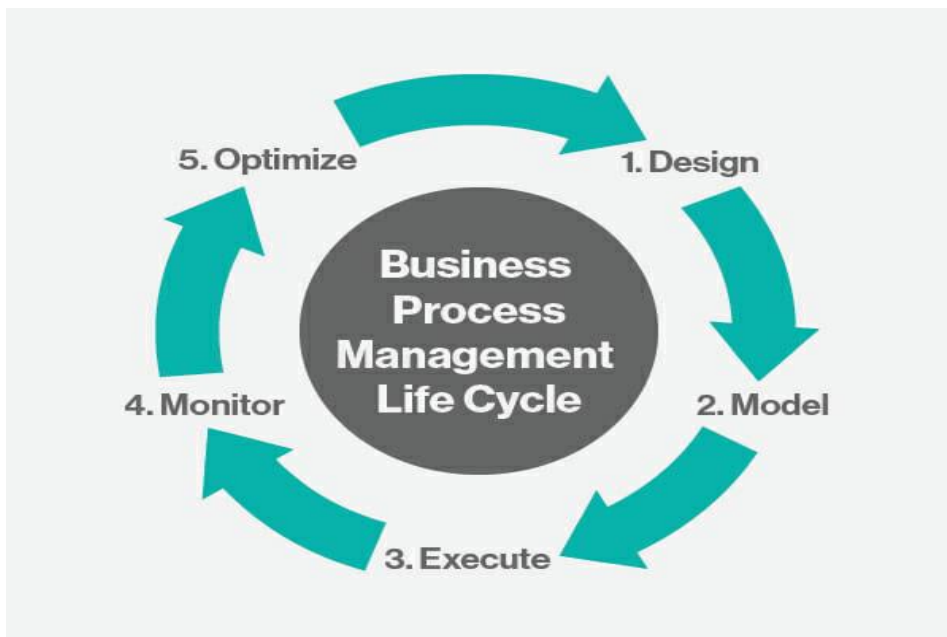 Business
Process
Management
Life Cycle
1. Design
2. Model
3. Execute
4. Monitor
5. Optimize